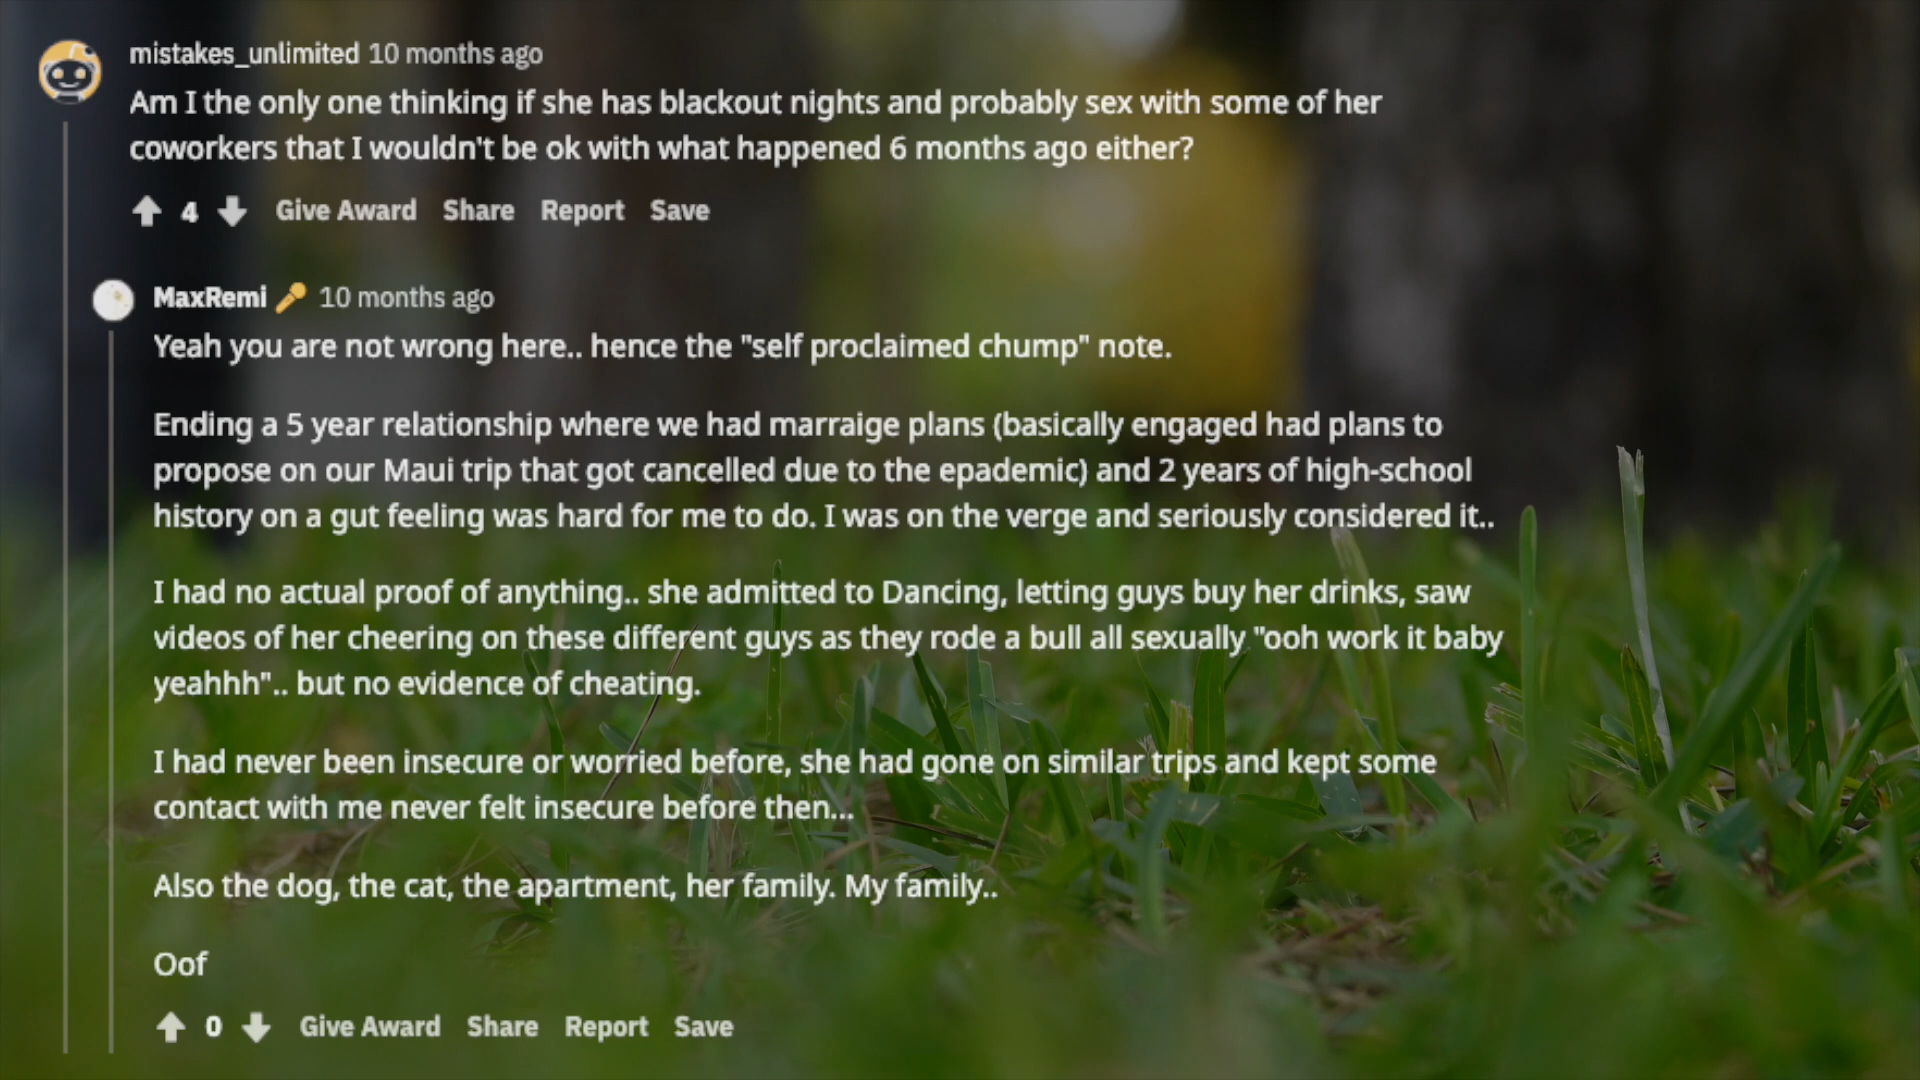 mistakes_unlimited 10 months ago
Am I the only one thinking if she has blackout nights and probably sex with some of her
coworkers that I wouldn't be ok with what happened 6 months ago either?
4 Give Award Share Report Save
MaxRemi 10 months ago
Yeah you are not wrong here.. hence the "self proclaimed chump" note.
Ending a 5 year relationship where we had marraige plans (basically engaged had plans to
propose on our Maui trip that got cancelled due to the epademic) and 2 years of high-school
history on a gut feeling was hard for me to do. I was on the verge and seriously considered it..
I had no actual proof of anything.. she admitted to Dancing, letting guys buy her drinks, saw
videos of her cheering on these different guys as they rode a bull all sexually "ooh work it baby
yeahhh".. but no evidence of cheating.
I had never been insecure or worried before, she had gone on similar trips and kept some
contact with me never felt insecure before then...
Also the dog, the cat, the apartment, her family. My family..
Oof
0 Give Award Share Report Save